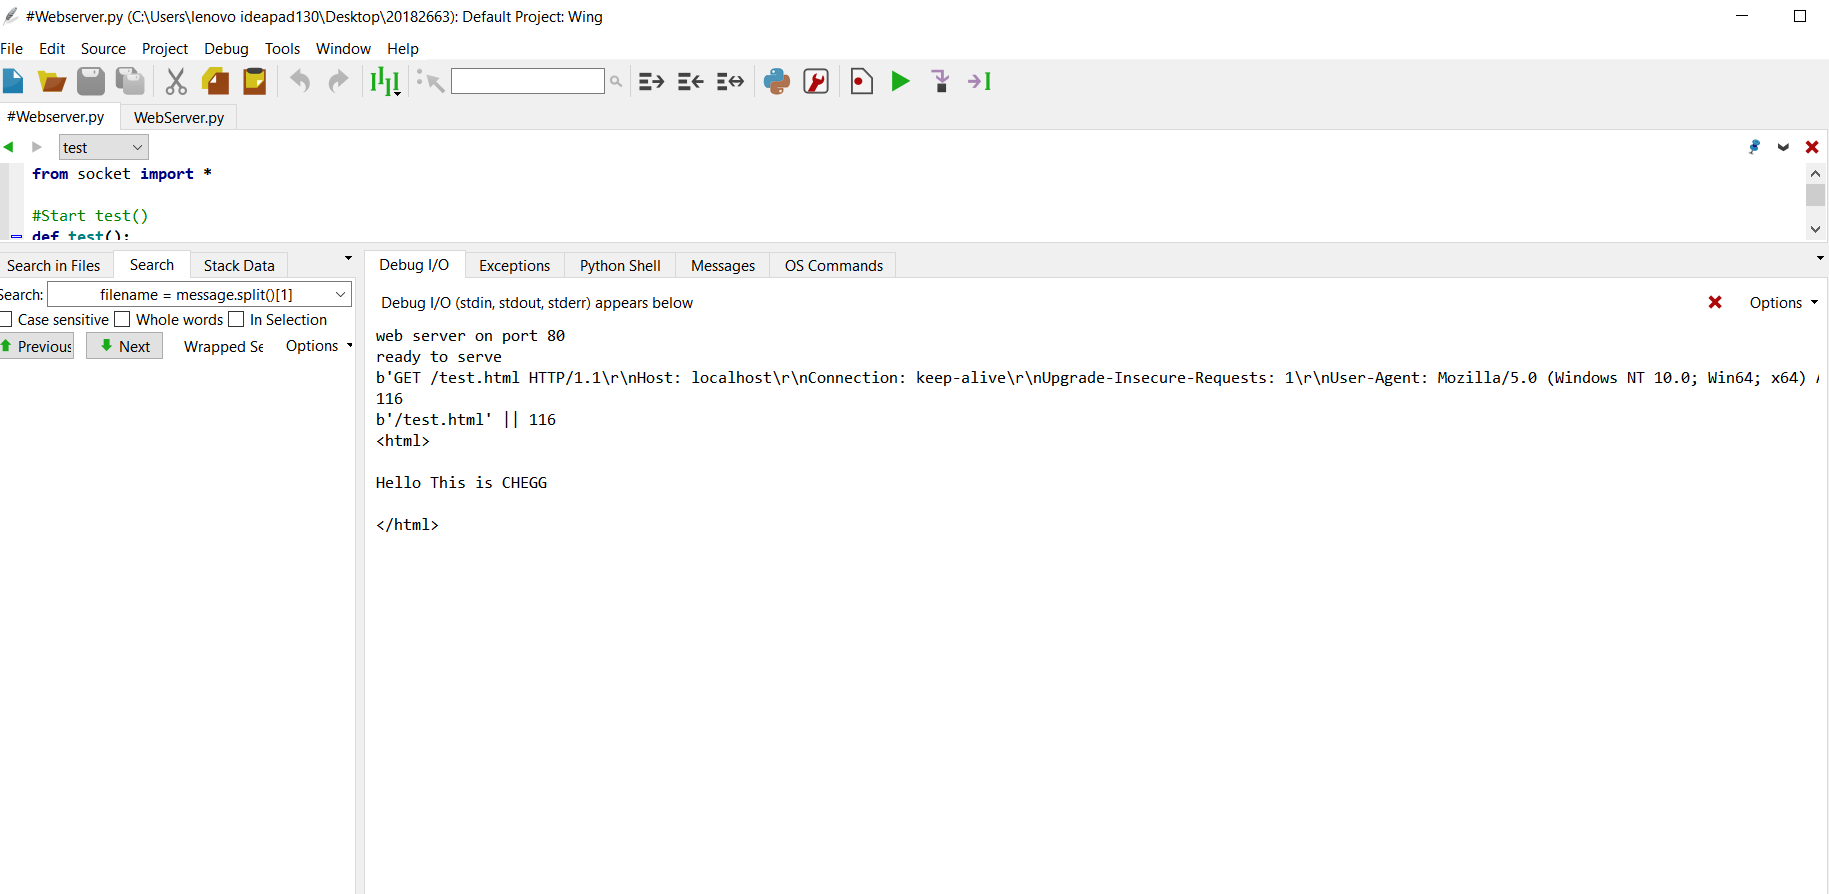 #Webserver.py (C:\Users\lenovo ideapad130\Desktop\20182663): Default Project: Wing
File Edit Source Project Debug Tools Window Help
#Webserver.py WebServer.py
test
from socket import *
#Start test()
def test():
Search in Files Search Stack Data
Debug I/O Exceptions Python Shell Messages OS Commands
Search: filename = message.split()[1]
Case sensitive Whole words In Selection
Previous Next Wrapped Se Options
Debug I/O (stdin, stdout, stderr) appears below Options
web server on port 80
ready to serve
b'GET /test.html HTTP/1.1\r\nHost: localhost\r\nConnection: keep-alive\r\nUpgrade-Insecure-Requests: 1\r\nUser-Agent: Mozilla/5.0 (Windows NT 10.0; Win64; x64)
116
b'/test.html' || 116
<html>
Hello This is CHEGG
</html>